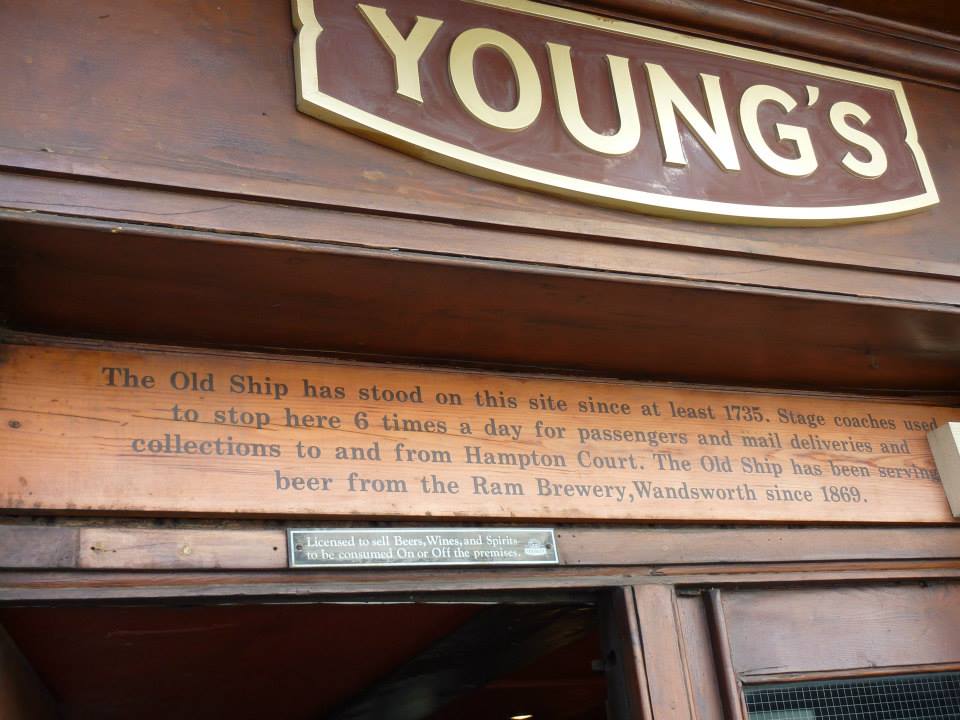 YOUNG'S
The Old Ship has stood on this site since at least 1735. Stage coaches used
to stop here 6 times a day for passengers and mail deliveries and
collections to and from Hampton Court. The Old Ship has been serving
beer from the Ram Brewery,Wandsworth since 1869.
Licensed to sell Beers,Wines,and Spirits
to be consumed On or Off the premises.